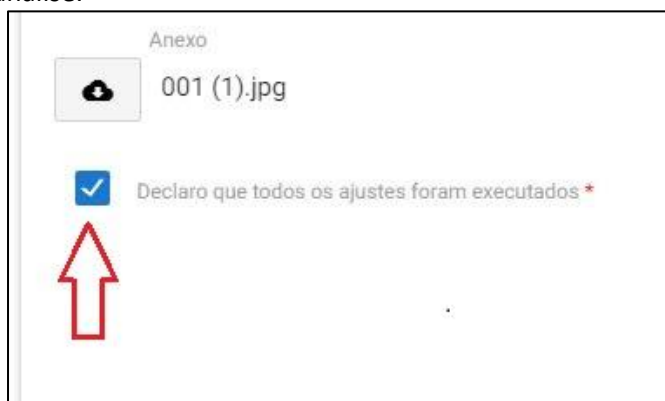 Anexo
001 (1).jpg
Declaro que todos os ajustes foram executados *